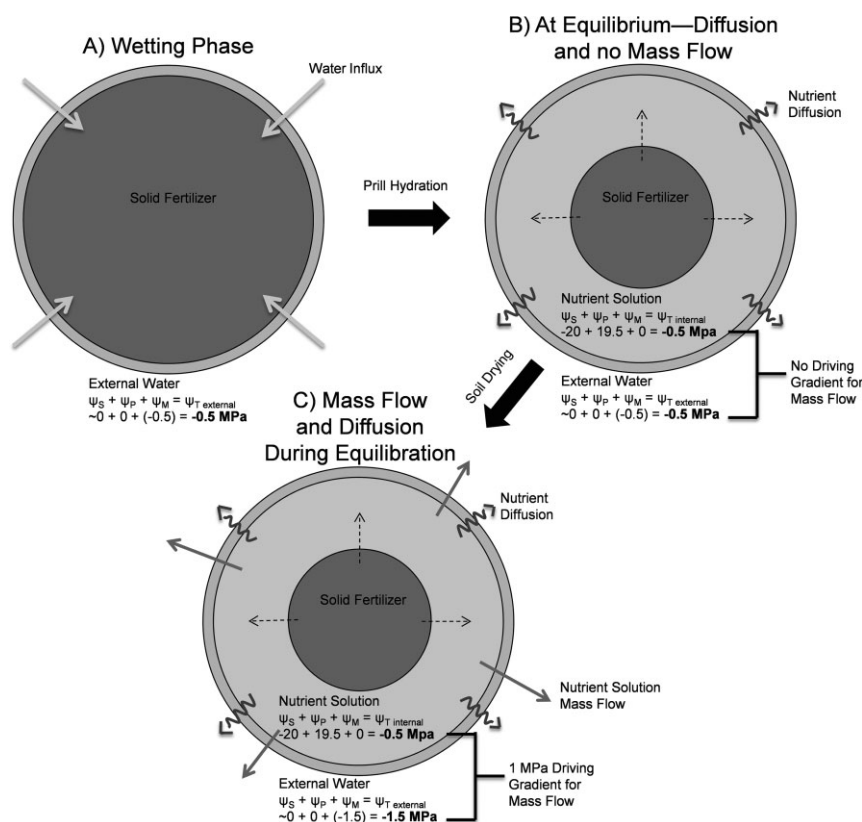 A) Wetting Phase
Water Influx
Solid Fertilizer
External Water
ΨS + ΨP + ΨM = ΨT external
~0 + 0 + (-0.5) = -0.5 MPa
Prill Hydration
B) At Equilibrium—Diffusion
and no Mass Flow
Nutrient
Diffusion
Solid Fertilizer
Nutrient Solution
ΨS + ΨP + ΨM = ΨT internal
-20 + 19.5 + 0 = -0.5 Mpa
External Water
ΨS + ΨP + ΨM = ΨT external
~0 + 0 + (-0.5) = -0.5 MPa
No Driving
Gradient for
Mass Flow
Soil Drying
C) Mass Flow
and Diffusion
During Equilibration
Nutrient
Diffusion
Solid Fertilizer
Nutrient Solution
Mass Flow
Nutrient Solution
ΨS + ΨP + ΨM = ΨT internal
-20 + 19.5 + 0 = -0.5 Mpa
External Water
ΨS + ΨP + ΨM = ΨT external
~0 + 0 + (-1.5) = -1.5 MPa
1 MPa Driving
Gradient for
Mass Flow